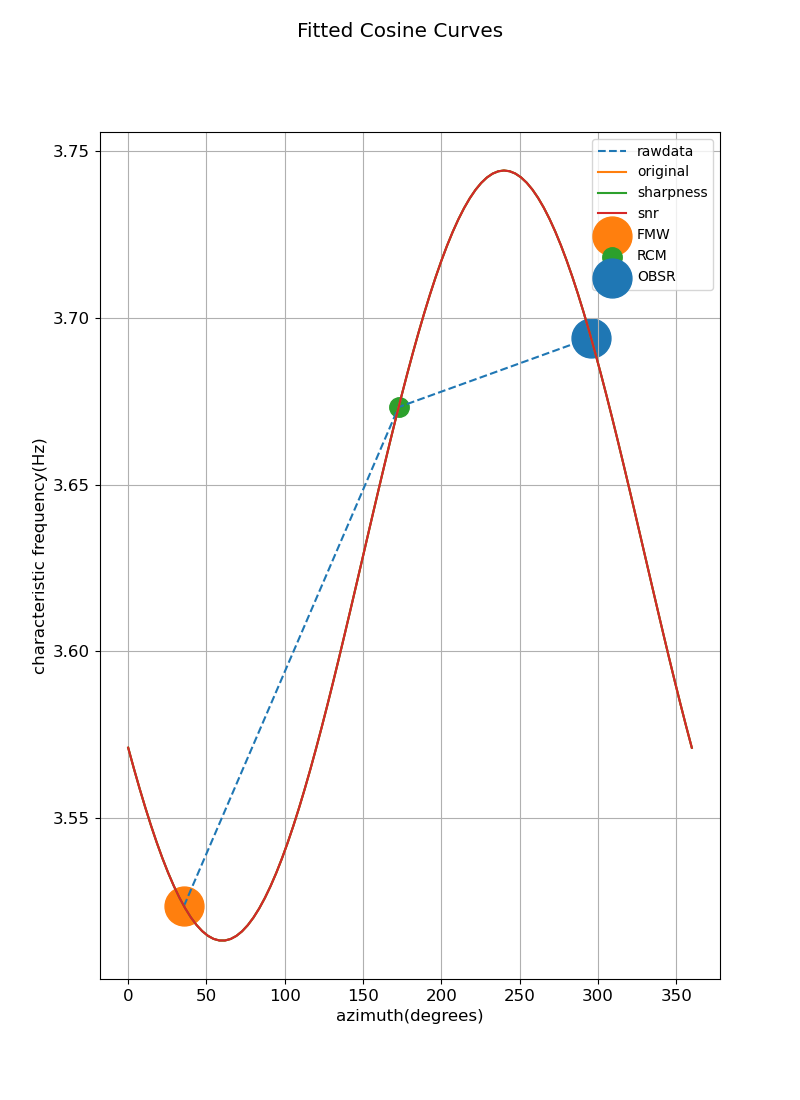 Fitted Cosine Curves
3.75
3.70
3.65
3.60
3.55
characteristic frequency(Hz)
rawdata
original
sharpness
snr
FMW
RCM
OBSR
0 50 100 150 200 250 300 350
azimuth(degrees)